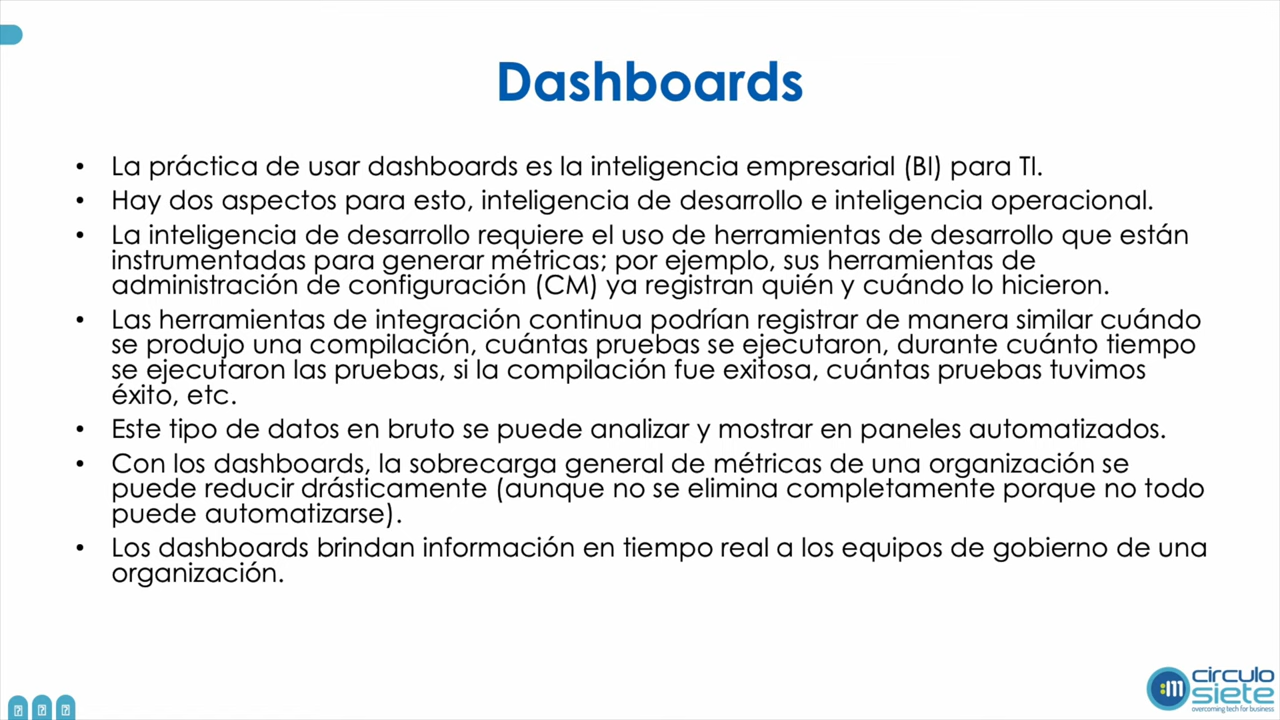 Dashboards
• La práctica de usar dashboards es la inteligencia empresarial (BI) para TI.
• Hay dos aspectos para esto, inteligencia de desarrollo e inteligencia operacional.
• La inteligencia de desarrollo requiere el uso de herramientas de desarrollo que están
instrumentadas para generar métricas; por ejemplo, sus herramientas de
administración de configuración (CM) ya registran quién y cuándo lo hicieron.
• Las herramientas de integración continua podrían registrar de manera similar cuándo
se produjo una compilación, cuántas pruebas se ejecutaron, durante cuánto tiempo
se ejecutaron las pruebas, si la compilación fue exitosa, cuántas pruebas tuvimos
éxito, etc.
• Este tipo de datos en bruto se puede analizar y mostrar en paneles automatizados.
• Con los dashboards, la sobrecarga general de métricas de una organización se
puede reducir drásticamente (aunque no se elimina completamente porque no todo
puede automatizarse).
• Los dashboards brindan información en tiempo real a los equipos de gobierno de una
organización.
:m circulo
siete
overcoming tech for business